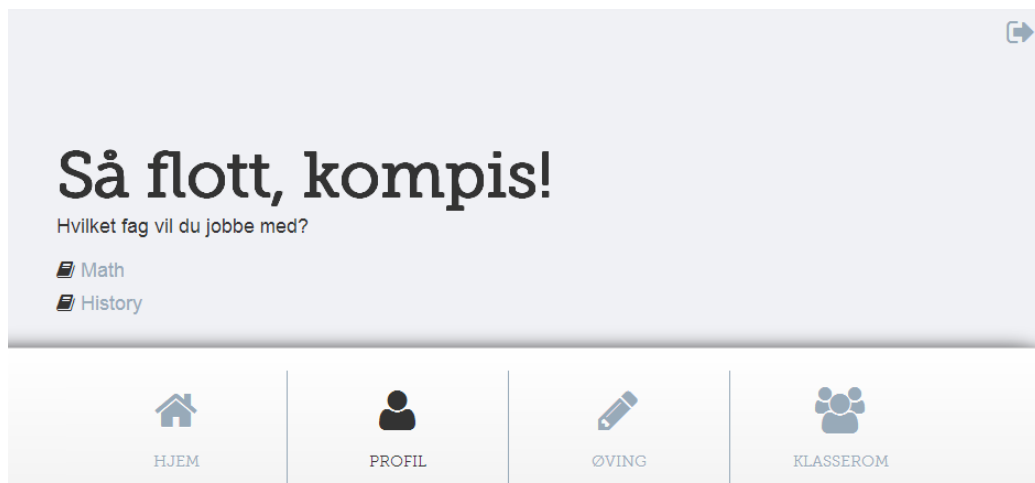 Så flott, kompis!
Hvilket fag vil du jobbe med?
Math
History
HJEM
PROFIL
ØVING
KLASSEROM